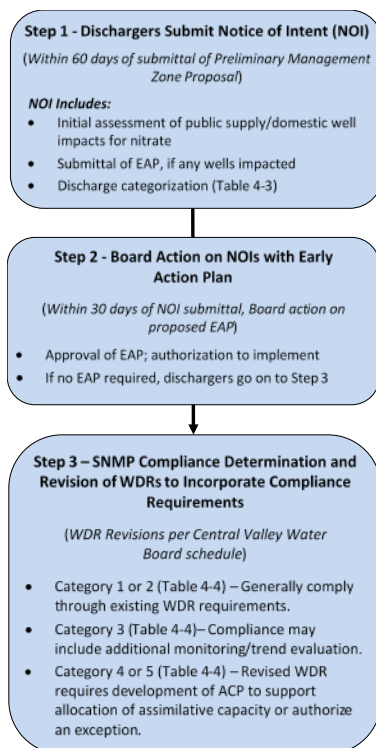 Step 1 - Dischargers Submit Notice of Intent (NOI)
(Within 60 days of submittal of Preliminary Management
Zone Proposal)
NOI Includes:
• Initial assessment of public supply/domestic well
impacts for nitrate
• Submittal of EAP, if any wells impacted
• Discharge categorization (Table 4-3)
Step 2 - Board Action on NOIs with Early
Action Plan
(Within 30 days of NOI submittal, Board action on
proposed EAP)
• Approval of EAP; authorization to implement
• If no EAP required, dischargers go on to Step 3
Step 3 – SNMP Compliance Determination and
Revision of WDRs to Incorporate Compliance
Requirements
(WDR Revisions per Central Valley Water
Board schedule)
• Category 1 or 2 (Table 4-4) – Generally comply
through existing WDR requirements.
• Category 3 (Table 4-4)– Compliance may
include additional monitoring/trend evaluation.
• Category 4 or 5 (Table 4-4) – Revised WDR
requires development of ACP to support
allocation of assimilative capacity or authorize
an exception.